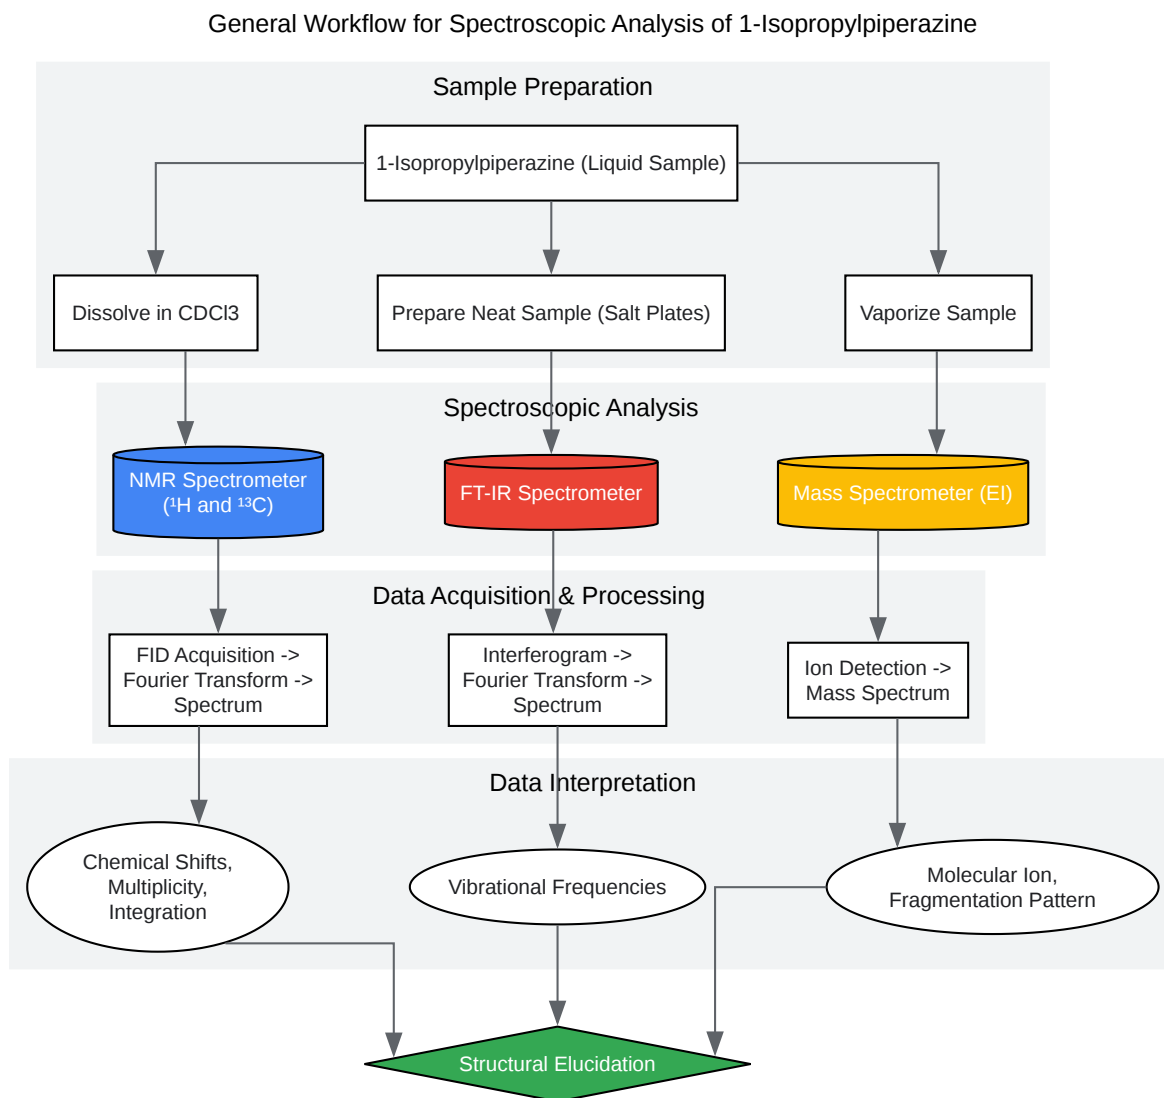 General Workflow for Spectroscopic Analysis of 1-Isopropylpiperazine
Sample Preparation
1-Isopropylpiperazine (Liquid Sample)
Dissolve in CDCl3
Prepare Neat Sample (Salt Plates)
Vaporize Sample
Spectroscopic Analysis
NMR Spectrometer
(¹H and ¹³C)
FT-IR Spectrometer
Mass Spectrometer (EI)
Data Acquisition & Processing
FID Acquisition ->
Fourier Transform ->
Spectrum
Interferogram ->
Fourier Transform ->
Spectrum
Ion Detection ->
Mass Spectrum
Data Interpretation
Chemical Shifts,
Multiplicity,
Integration
Vibrational Frequencies
Molecular Ion,
Fragmentation Pattern
Structural Elucidation